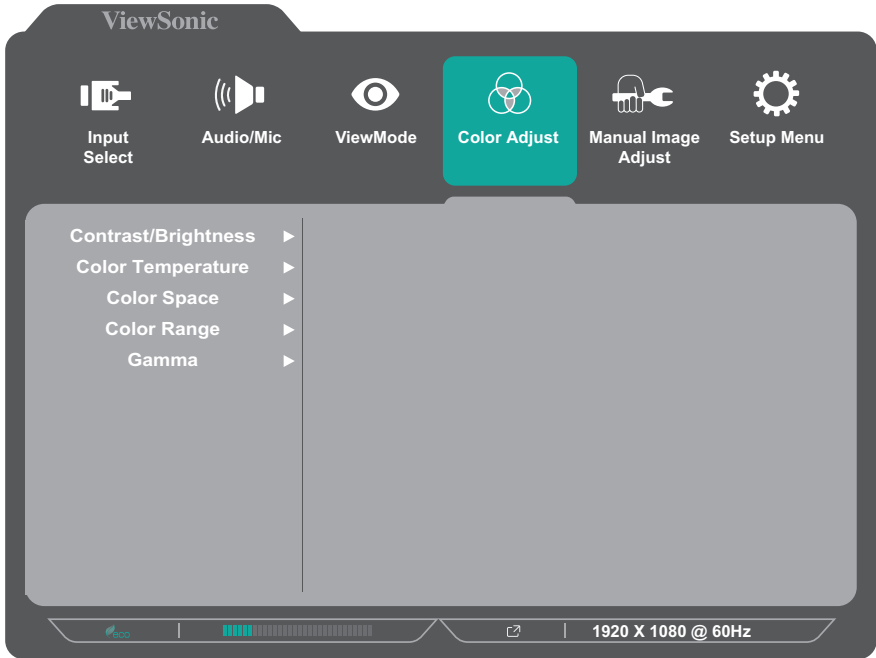 ViewSonic
Input
Select
Audio/Mic
ViewMode
Color Adjust
Manual Image
Adjust
Setup Menu
Contrast/Brightness
Color Temperature
Color Space
Color Range
Gamma
eco
1920 X 1080 @ 60Hz